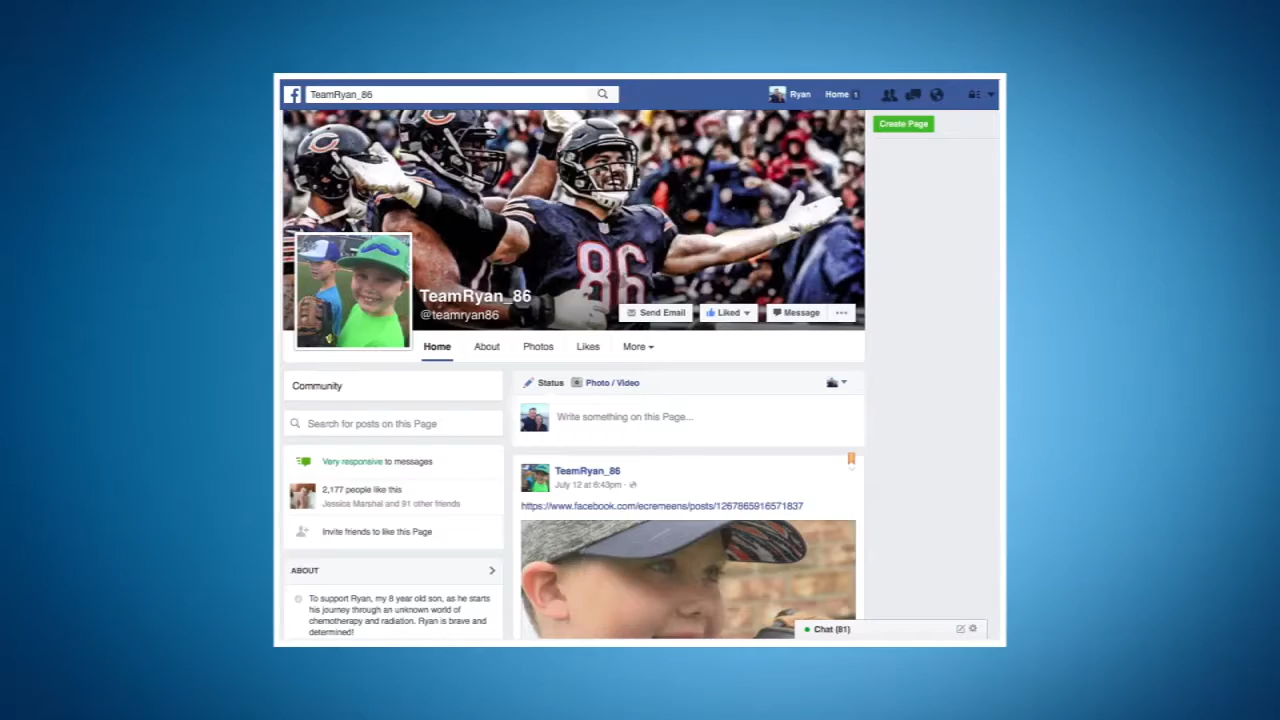 TeamRyan_86
Ryan
Home 1
Create Page
86
TeamRyan_86
@teamryan86
Send Email
Liked
Message
Home
About
Photos
Likes
More
Community
Search for posts on this Page
Very responsive to messages
2,177 people like this
Jessica Marshal and 91 other friends
Invite friends to like this Page
ABOUT
To support Ryan, my 8 year old son, as he starts
his journey through an unknown world of
chemotherapy and radiation. Ryan is brave and
determined!
Status
Photo / Video
Write something on this Page...
TeamRyan_86
July 12 at 6:43pm ·
https://www.facebook.com/ecremeens/posts/1267865916571837
Chat (81)